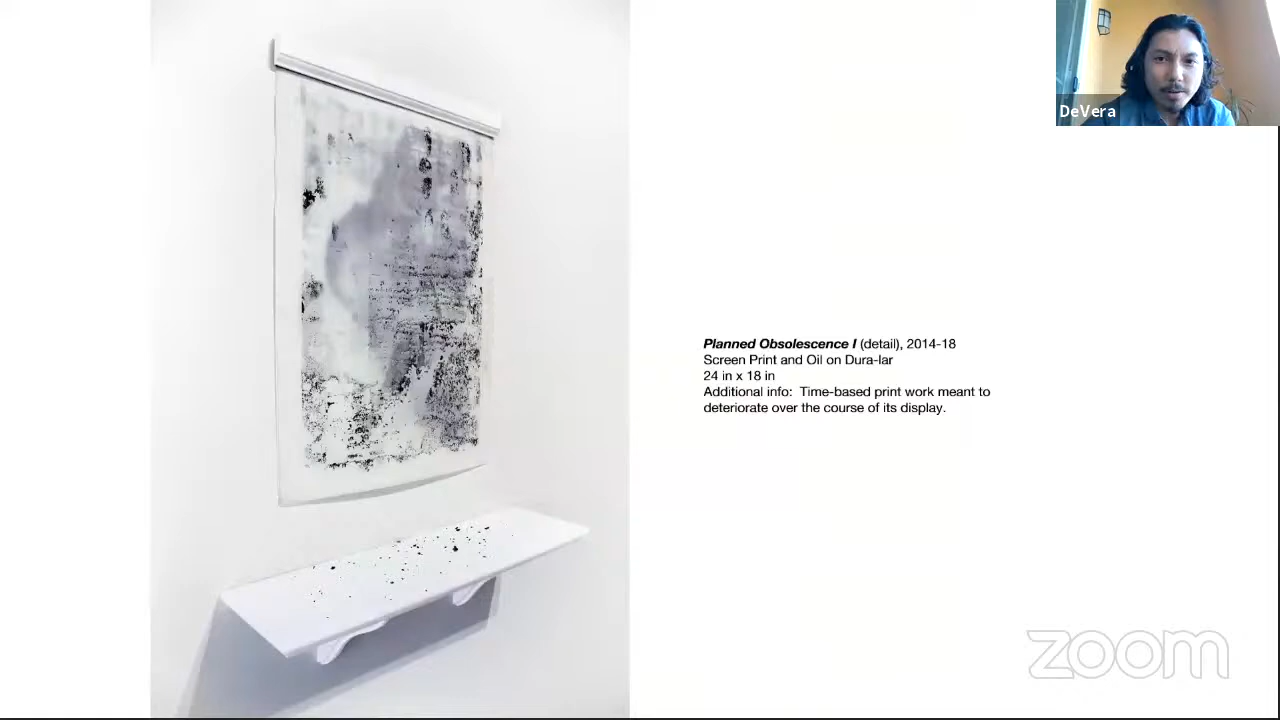 DeVera
Planned Obsolescence I (detail), 2014-18
Screen Print and Oil on Dura-lar
24 in x 18 in
Additional info:  Time-based print work meant to
deteriorate over the course of its display.
zoom